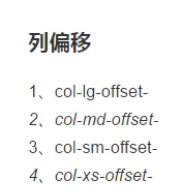 列偏移
1、col-lg-offset-
2、col-md-offset-
3、col-sm-offset-
4、col-xs-offset-